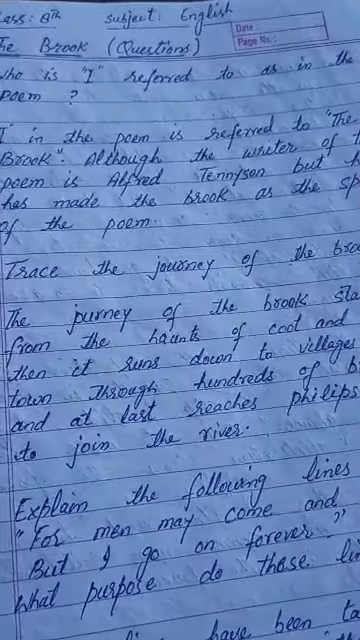 ass: 9th Subject: English
Date:
Page No.:
The Brook (Questions)
who is "I" referred to as in the
Poem ?
I" in the poem is referred to "The
Brook". Although the writer of
poem is Alfred Tennyson but
has made the brook as the sp
of the poem.
Trace the journey of the broo
The journey of the brook sta
from the haunts of coot and
then it runs down to villages
town through hundreds of b
and at last reaches philips
to join the river.
Explain the following lines
"For men may come and
But I go on forever?"
What purpose do these li
have been ta